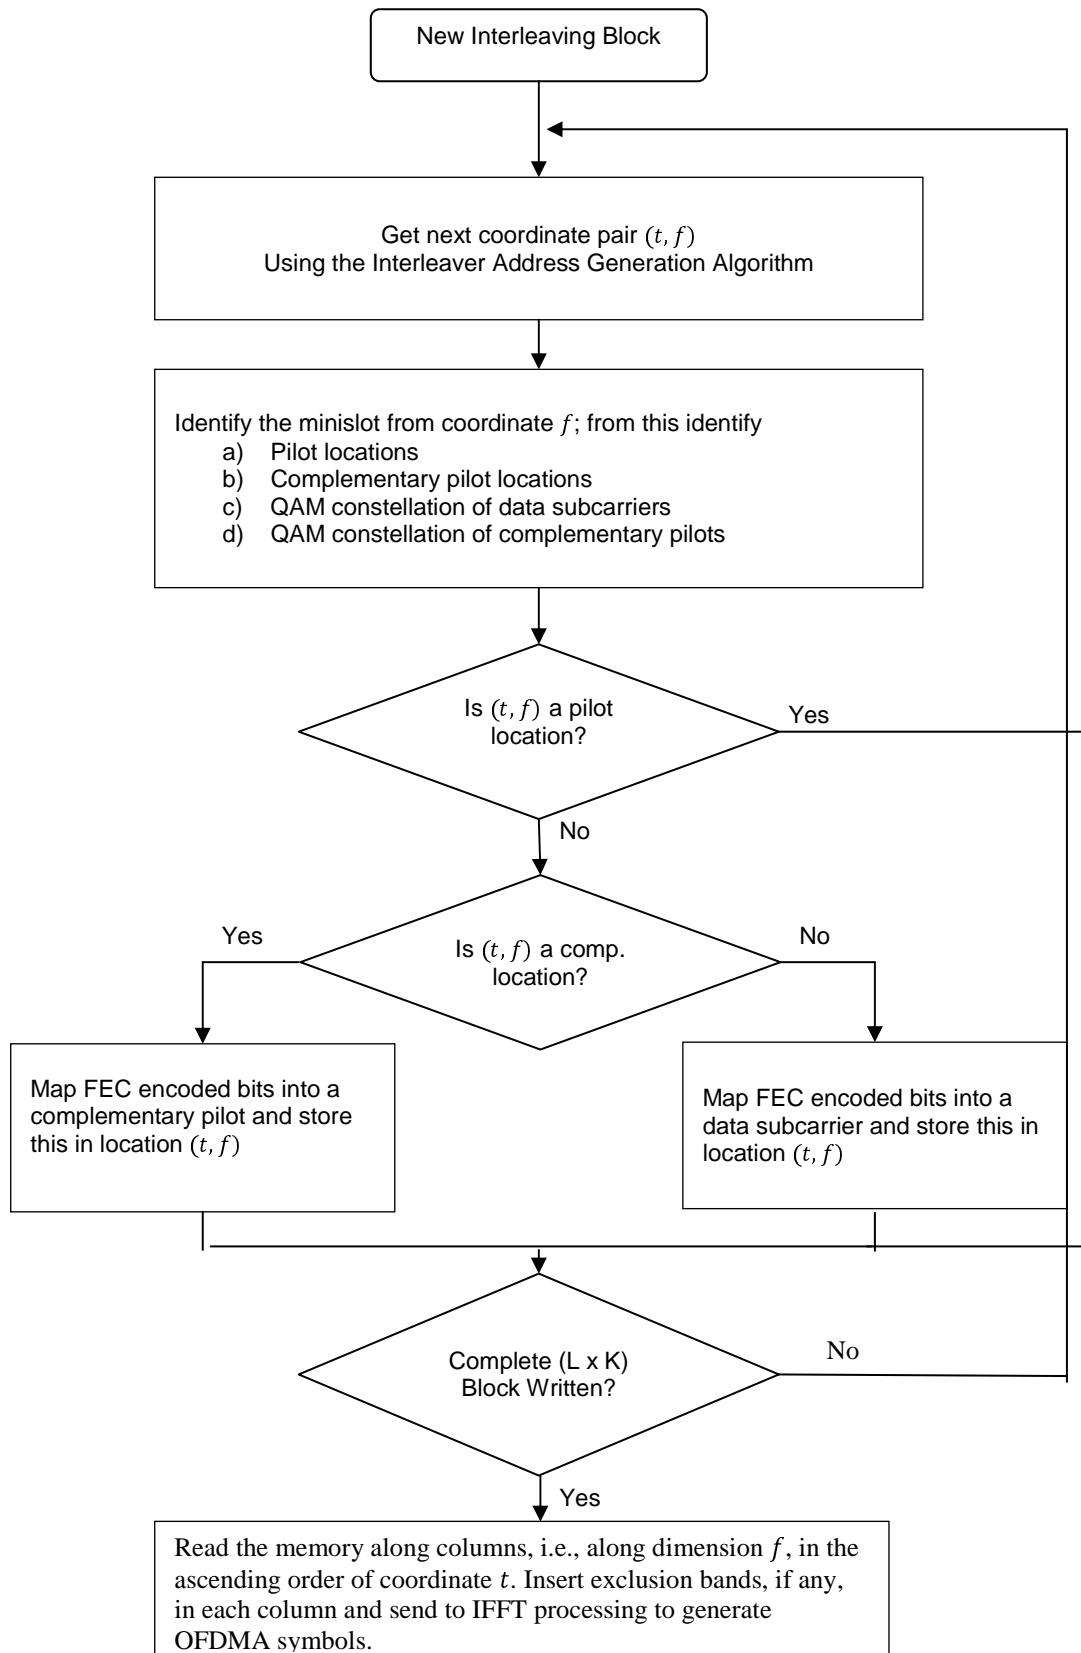 New Interleaving Block
Get next coordinate pair (t, f)
Using the Interleaver Address Generation Algorithm
Identify the minislot from coordinate f; from this identify
a) Pilot locations
b) Complementary pilot locations
c) QAM constellation of data subcarriers
d) QAM constellation of complementary pilots
Is (t, f) a pilot
location?
Yes
No
Is (t, f) a comp.
location?
Yes
No
Map FEC encoded bits into a
complementary pilot and store
this in location (t, f)
Map FEC encoded bits into a
data subcarrier and store this in
location (t, f)
Complete (L x K)
Block Written?
No
Yes
Read the memory along columns, i.e., along dimension f, in the
ascending order of coordinate t. Insert exclusion bands, if any,
in each column and send to IFFT processing to generate
OFDMA symbols.